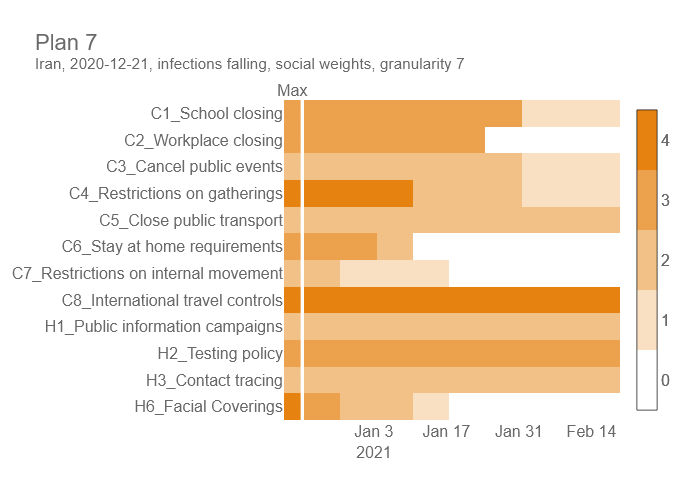 Plan 7
Iran, 2020-12-21, infections falling, social weights, granularity 7
Max
C1_School closing
C2_Workplace closing
C3_Cancel public events
C4_Restrictions on gatherings
C5_Close public transport
C6_Stay at home requirements
C7_Restrictions on internal movement
C8_International travel controls
H1_Public information campaigns
H2_Testing policy
H3_Contact tracing
H6_Facial Coverings
4
3
2
1
0
Jan 3 Jan 17 Jan 31 Feb 14
2021